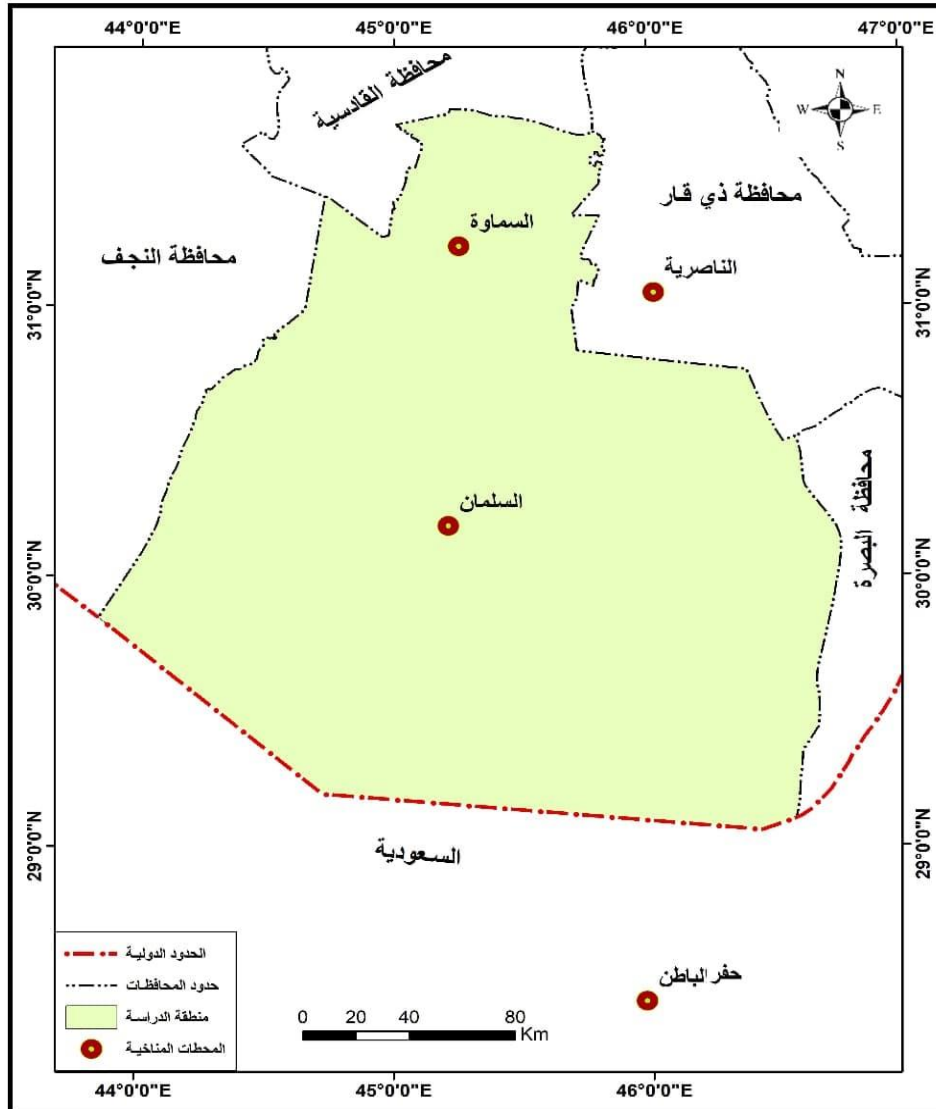 44°0'0"E
45°0'0"E
46°0'0"E
47°0'0"E
N
W
E
S
محافظة القادسية
محافظة ذي قار
السماوة
محافظة النجف
الناصرية
31°0'0"N
31°0'0"N
محافظة البصرة
السلمان
30°0'0"N
30°0'0"N
29°0'0"N
29°0'0"N
السعودية
الحدود الدولية
حدود المحافظات
منطقة الدراسة
المحطات المناخية
حفر الباطن
0 20 40 80
Km
44°0'0"E
45°0'0"E
46°0'0"E